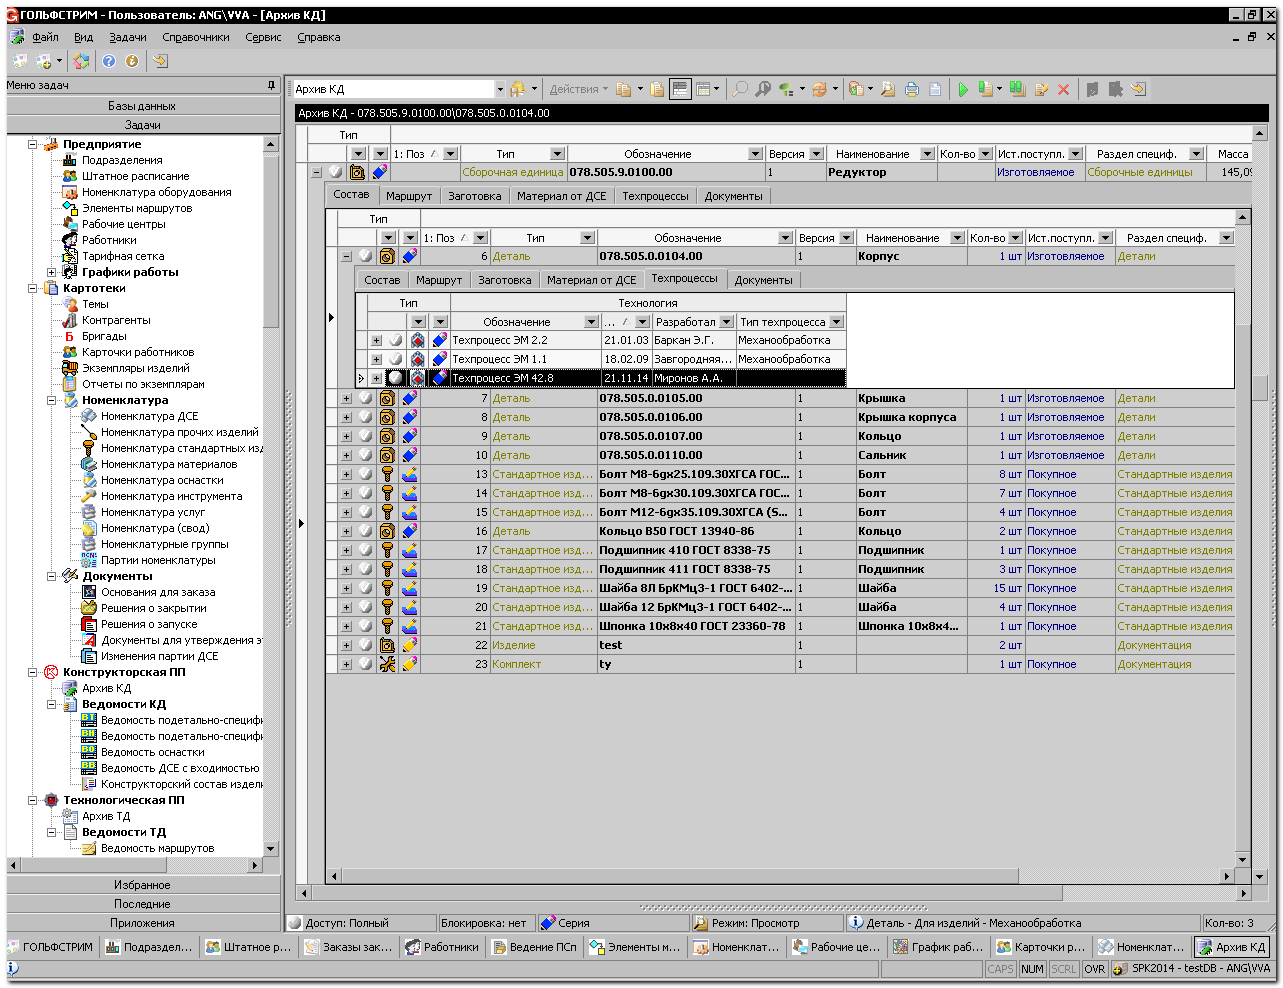 ГОЛЬФСТРИМ - Пользователь: ANG\VVA - [Архив КД]
Файл Вид Задачи Справочники Сервис Справка
Меню задач
Базы данных
Задачи
Предприятие
Подразделения
Штатное расписание
Номенклатура оборудования
Элементы маршрутов
Рабочие центры
Работники
Тарифная сетка
Графики работы
Картотеки
Темы
Контрагенты
Бригады
Карточки работников
Экземпляры изделий
Отчеты по экземплярам
Номенклатура
Номенклатура ДСЕ
Номенклатура прочих изделий
Номенклатура стандартных изд
Номенклатура материалов
Номенклатура оснастки
Номенклатура инструмента
Номенклатура услуг
Номенклатура (свод)
Номенклатурные группы
Партии номенклатуры
Документы
Основания для заказа
Решения о закрытии
Решения о запуске
Документы для утверждения эт
Изменения партии ДСЕ
Конструкторская ПП
Архив КД
Ведомости КД
Ведомость подетально-специфи
Ведомость подетально-специфи
Ведомость оснастки
Ведомость ДСЕ с входимостью
Конструкторский состав издели
Технологическая ПП
Архив ТД
Ведомости ТД
Ведомость маршрутов
Избранное
Последние
Приложения
Архив КД Действия
Архив КД - 078.505.9.0100.00\078.505.0.0104.00
Тип
1: Поз Тип Обозначение Версия Наименование Кол-во Ист.поступл. Раздел специф. Масса
Сборочная единица 078.505.9.0100.00 1 Редуктор Изготовляемое Сборочные единицы 145,09
Состав Маршрут Заготовка Материал от ДСЕ Техпроцессы Документы
Тип
1: Поз Тип Обозначение Версия Наименование Кол-во Ист.поступл. Раздел специф.
6 Деталь 078.505.0.0104.00 1 Корпус 1 шт Изготовляемое Детали
Состав Маршрут Заготовка Материал от ДСЕ Техпроцессы Документы
Тип Технология
Обозначение ... Разработал Тип техпроцесса
Техпроцесс ЭМ 2.2 21.01.03 Баркан Э.Г. Механообработка
Техпроцесс ЭМ 1.1 18.02.09 Завгородняя... Механообработка
Техпроцесс ЭМ 42.8 21.11.14 Миронов А.А.
7 Деталь 078.505.0.0105.00 1 Крышка 1 шт Изготовляемое Детали
8 Деталь 078.505.0.0106.00 1 Крышка корпуса 1 шт Изготовляемое Детали
9 Деталь 078.505.0.0107.00 1 Кольцо 1 шт Изготовляемое Детали
10 Деталь 078.505.0.0110.00 1 Сальник 1 шт Изготовляемое Детали
13 Стандартное изд... Болт М8-6gx25.109.30ХГСА ГОС... 1 Болт 8 шт Покупное Стандартные изделия
14 Стандартное изд... Болт М8-6gx30.109.30ХГСА ГОС... 1 Болт 7 шт Покупное Стандартные изделия
15 Стандартное изд... Болт М12-6gx35.109.30ХГСА (S... 1 Болт 4 шт Покупное Стандартные изделия
16 Деталь Кольцо В50 ГОСТ 13940-86 1 Кольцо 2 шт Покупное Стандартные изделия
17 Стандартное изд... Подшипник 410 ГОСТ 8338-75 1 Подшипник 1 шт Покупное Стандартные изделия
18 Стандартное изд... Подшипник 411 ГОСТ 8338-75 1 Подшипник 3 шт Покупное Стандартные изделия
19 Стандартное изд... Шайба 8Л БрКМц3-1 ГОСТ 6402-... 1 Шайба 15 шт Покупное Стандартные изделия
20 Стандартное изд... Шайба 12 БрКМц3-1 ГОСТ 6402-... 1 Шайба 4 шт Покупное Стандартные изделия
21 Стандартное изд... Шпонка 10х8х40 ГОСТ 23360-78 1 Шпонка 10х8х4... 1 шт Покупное Стандартные изделия
22 Изделие test 1 2 шт Документация
23 Комплект ty 1 1 шт Покупное Документация
Доступ: Полный Блокировка: нет Серия Режим: Просмотр Деталь - Для изделий - Механообработка Кол-во: 3
ГОЛЬФСТРИМ Подраздел... Штатное р... Заказы зак... Работники Ведение ПСп Элементы м... Номенклат... Рабочие це... График раб... Карточки р... Номенклат... Архив КД
CAPS NUM SCRL OVR SPK2014 - testDB - ANG\VVA